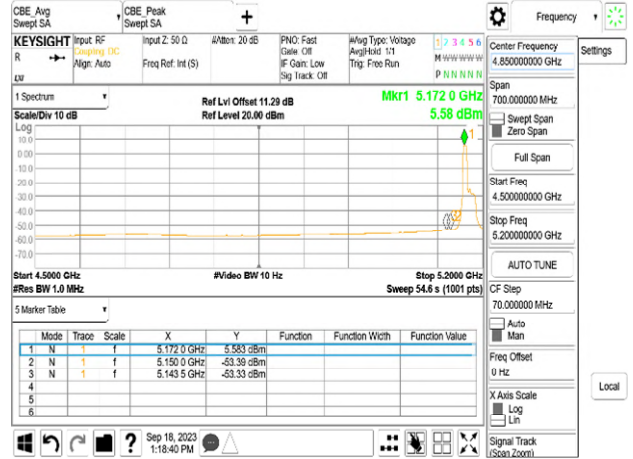 CBE_Avg
Swept SA
CBE_Peak
Swept SA
+
Frequency
KEYSIGHT
R
Input: RF
Coupling: DC
Align: Auto
Input Z: 50 Ω
Freq Ref: Int (S)
#Atten: 20 dB
PNO: Fast
Gate: Off
IF Gain: Low
Sig Track: Off
#Avg Type: Voltage
Avg|Hold: 1/1
Trig: Free Run
1 2 3 4 5 6
M W W W W W
P N N N N N
Center Frequency
4.850000000 GHz
Settings
Span
700.000000 MHz
Swept Span
Zero Span
Full Span
Start Freq
4.500000000 GHz
Stop Freq
5.200000000 GHz
AUTO TUNE
CF Step
70.000000 MHz
Auto
Man
Freq Offset
0 Hz
X Axis Scale
Log
Lin
Signal Track
(Span Zoom)
Local
1 Spectrum
Scale/Div 10 dB
Ref Lvl Offset 11.29 dB
Ref Level 20.00 dBm
Mkr1 5.172 0 GHz
5.58 dBm
Log
10.0
0.00
-10.0
-20.0
-30.0
-40.0
-50.0
-60.0
-70.0
1
Start 4.5000 GHz
#Res BW 1.0 MHz
#Video BW 10 Hz
Stop 5.2000 GHz
Sweep 54.6 s (1001 pts)
5 Marker Table
Mode Trace Scale X Y Function Function Width Function Value
1 N 1 f 5.172 0 GHz 5.583 dBm
2 N 1 f 5.150 0 GHz -53.39 dBm
3 N 1 f 5.143 5 GHz -53.33 dBm
4
5
6
?
Sep 18, 2023
1:18:40 PM